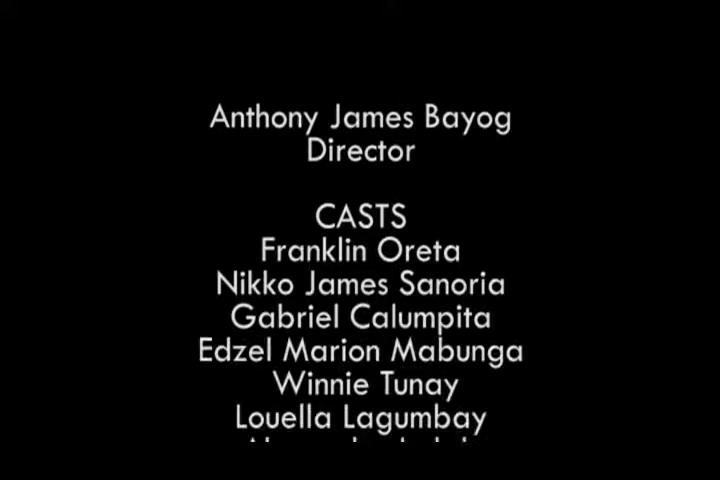 Anthony James Bayog
Director
CASTS
Franklin Oreta
Nikko James Sanoria
Gabriel Calumpita
Edzel Marion Mabunga
Winnie Tunay
Louella Lagumbay